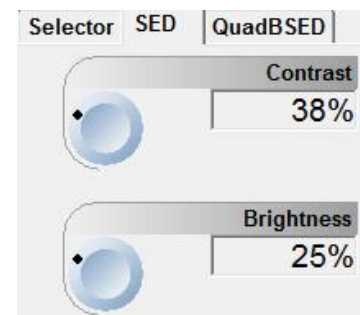 Selector SED QuadBSED
Contrast
38%
Brightness
25%